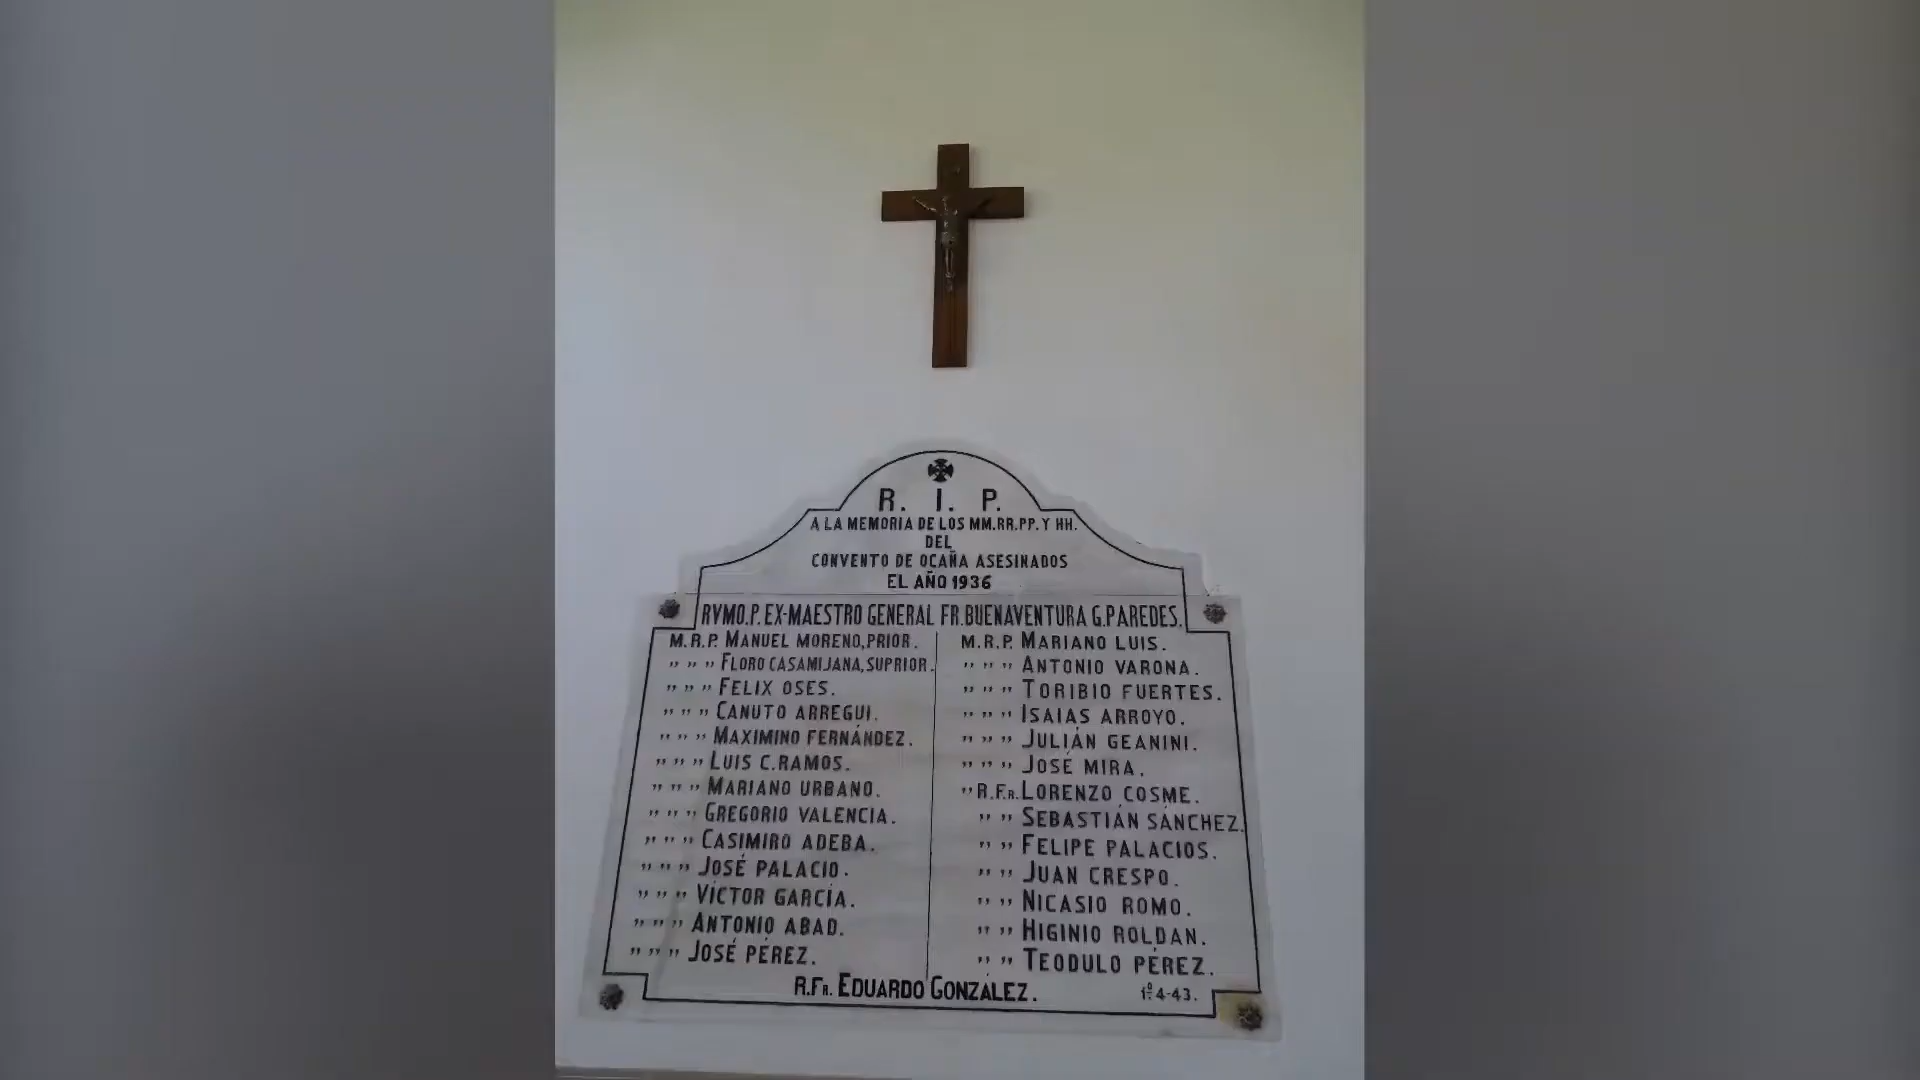 R. I. P.
A LA MEMORIA DE LOS MM.RR.PP. Y HH.
DEL
CONVENTO DE OCAÑA ASESINADOS
EL AÑO 1936
RVMO. P. EX-MAESTRO GENERAL FR. BUENAVENTURA G. PAREDES.
M.R.P. MANUEL MORENO, PRIOR.
" " " FLORO CASAMIJANA, SUPRIOR.
" " " FELIX OSES.
" " " CANUTO ARREGUI.
" " " MAXIMINO FERNÁNDEZ.
" " " LUIS C. RAMOS.
" " " MARIANO URBANO.
" " " GREGORIO VALENCIA.
" " " CASIMIRO ADEBA.
" " " JOSÉ PALACIO.
" " " VÍCTOR GARCÍA.
" " " ANTONIO ABAD.
" " " JOSÉ PÉREZ.
M.R.P. MARIANO LUIS.
" " " ANTONIO VARONA.
" " " TORIBIO FUERTES.
" " " ISAIAS ARROYO.
" " " JULIÁN GEANINI.
" " " JOSÉ MIRA.
" R.FR. LORENZO COSME.
" " SEBASTIÁN SÁNCHEZ.
" " FELIPE PALACIOS.
" " JUAN CRESPO.
" " NICASIO ROMO.
" " HIGINIO ROLDAN.
" " TEODULO PÉREZ.
R.FR. EDUARDO GONZÁLEZ.
1º-4-43.